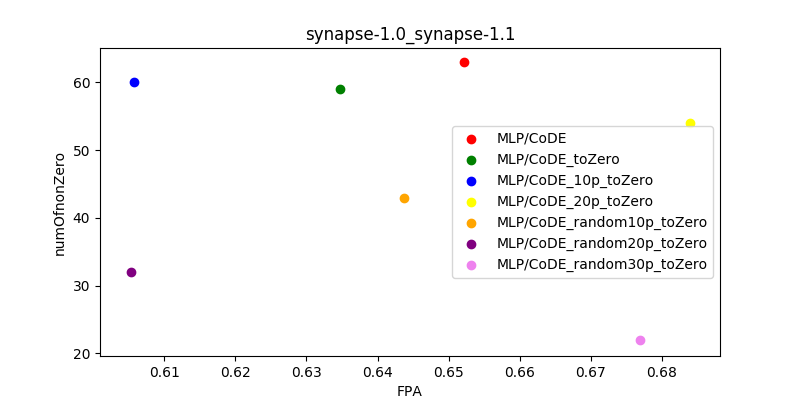 synapse-1.0_synapse-1.1
numOfnonZero
60
50
40
30
20
MLP/CoDE
MLP/CoDE_toZero
MLP/CoDE_10p_toZero
MLP/CoDE_20p_toZero
MLP/CoDE_random10p_toZero
MLP/CoDE_random20p_toZero
MLP/CoDE_random30p_toZero
0.61 0.62 0.63 0.64 0.65 0.66 0.67 0.68
FPA